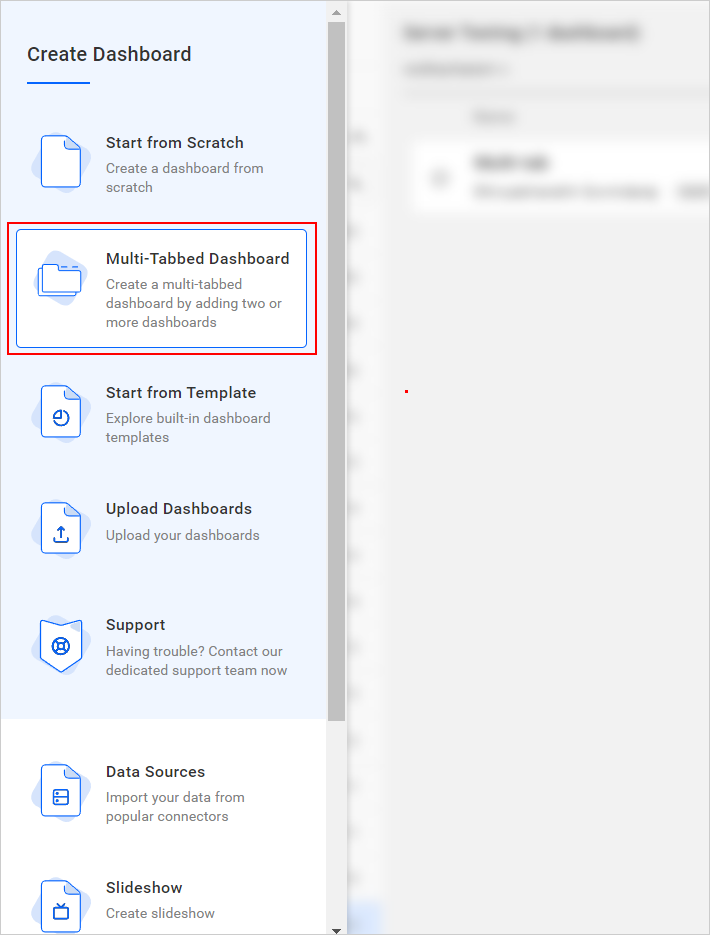 Create Dashboard
Start from Scratch
Create a dashboard from
scratch
Multi-Tabbed Dashboard
Create a multi-tabbed
dashboard by adding two or
more dashboards
Start from Template
Explore built-in dashboard
templates
Upload Dashboards
Upload your dashboards
Support
Having trouble? Contact our
dedicated support team now
Data Sources
Import your data from
popular connectors
Slideshow
Create slideshow